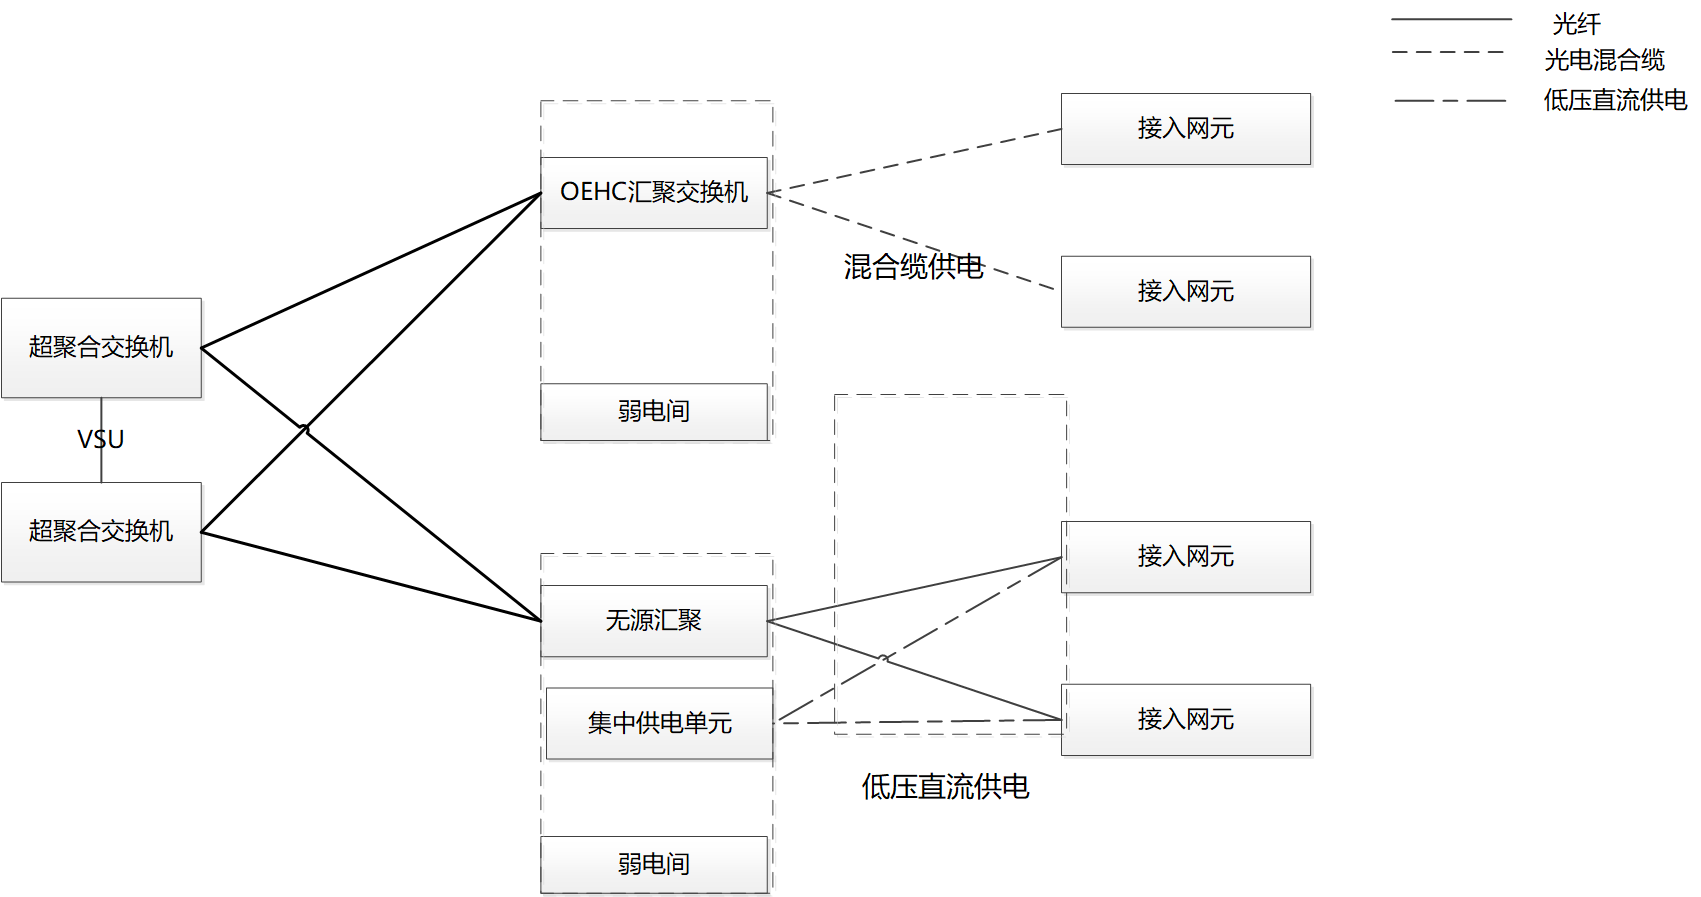 光纤
光电混合缆
低压直流供电
接入网元
OEHC汇聚交换机
混合缆供电
接入网元
超聚合交换机
弱电间
VSU
超聚合交换机
接入网元
无源汇聚
集中供电单元
接入网元
低压直流供电
弱电间